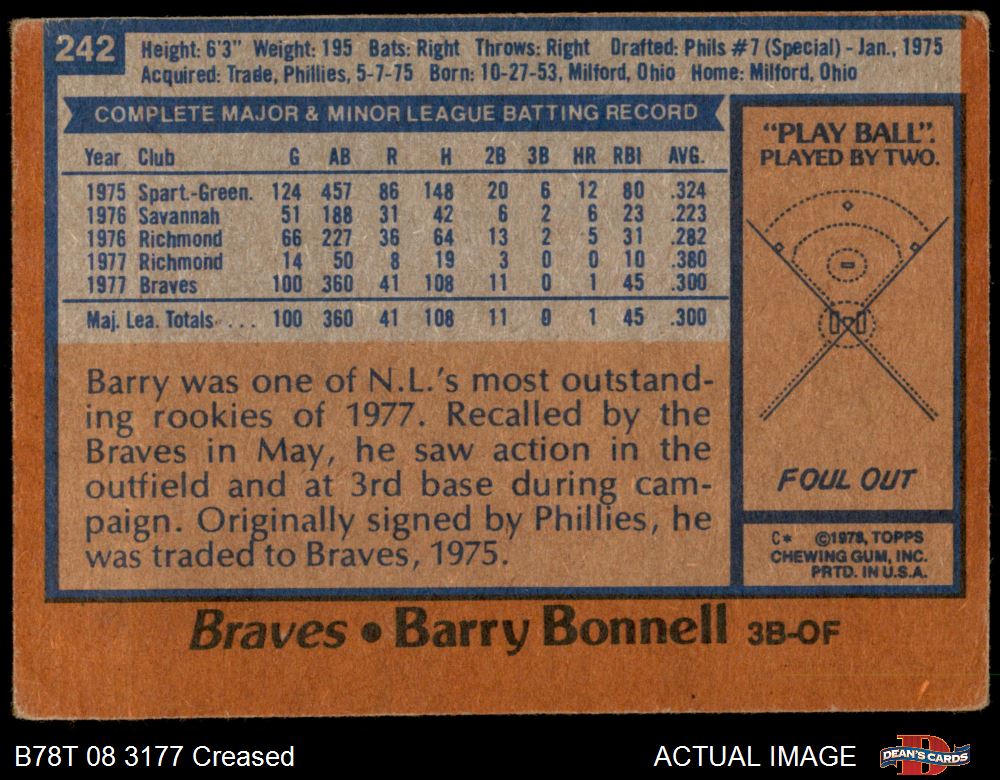 242
Height: 6'3" Weight: 195 Bats: Right Throws: Right Drafted: Phils #7 (Special) - Jan., 1975
Acquired: Trade, Phillies, 5-7-75 Born: 10-27-53, Milford, Ohio Home: Milford, Ohio
COMPLETE MAJOR & MINOR LEAGUE BATTING RECORD
Year Club G AB R H 2B 3B HR RBI AVG.
1975 Spart.-Green. 124 457 86 148 20 6 12 80 .324
1976 Savannah 51 188 31 42 6 2 6 23 .223
1976 Richmond 66 227 36 64 13 2 5 31 .282
1977 Richmond 14 50 8 19 3 0 0 10 .380
1977 Braves 100 360 41 108 11 0 1 45 .300
Maj. Lea. Totals . . . . 100 360 41 108 11 0 1 45 .300
Barry was one of N.L.'s most outstand-
ing rookies of 1977. Recalled by the
Braves in May, he saw action in the
outfield and at 3rd base during cam-
paign. Originally signed by Phillies, he
was traded to Braves, 1975.
"PLAY BALL".
PLAYED BY TWO.
FOUL OUT
C* ©1978, TOPPS
CHEWING GUM, INC.
PRTD. IN U.S.A.
Braves • Barry Bonnell 3B-OF
B78T 08 3177 Creased
ACTUAL IMAGE
DEAN'S CARDS